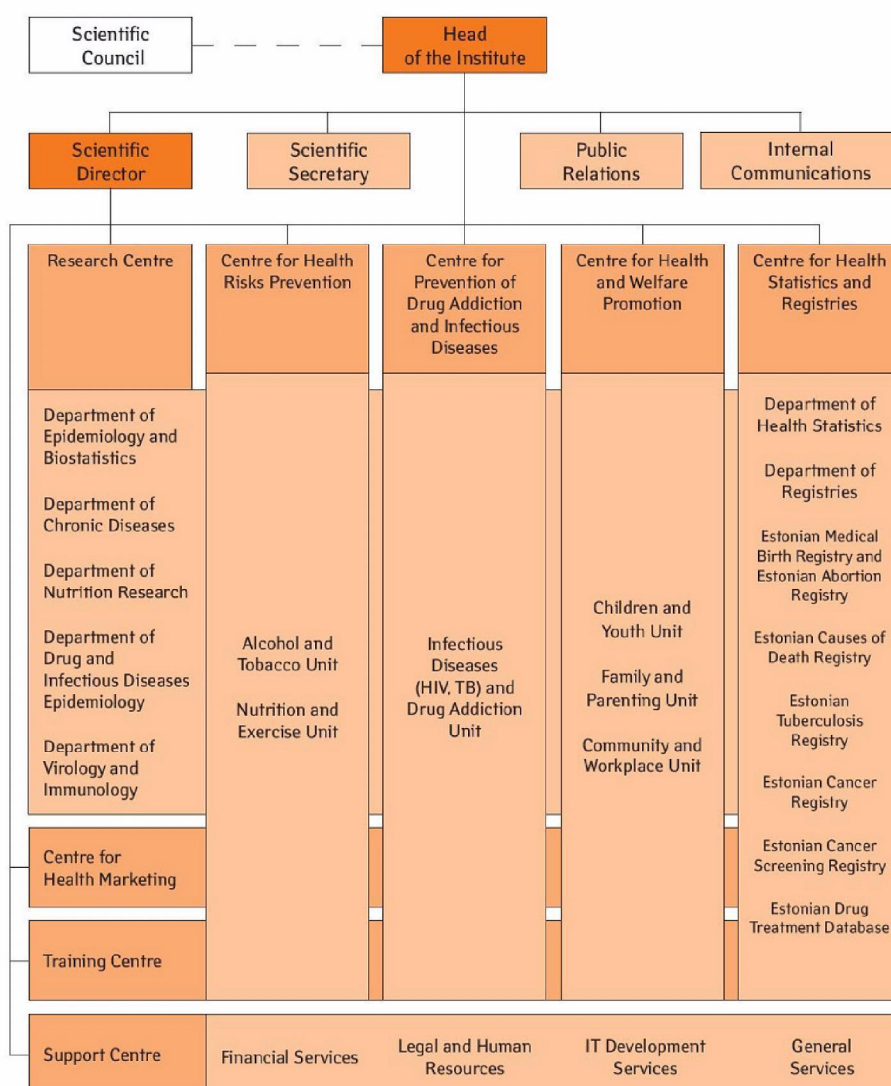 Scientific
Council
Head
of the Institute
Scientific
Director
Scientific
Secretary
Public
Relations
Internal
Communications
Research Centre
Centre for Health
Risks Prevention
Centre for
Prevention of
Drug Addiction
and Infectious
Diseases
Centre for Health
and Welfare
Promotion
Centre for Health
Statistics and
Registries
Department of
Epidemiology and
Biostatistics
Department of
Chronic Diseases
Department of
Nutrition Research
Department of
Drug and
Infectious Diseases
Epidemiology
Department of
Virology and
Immunology
Alcohol and
Tobacco Unit
Nutrition and
Exercise Unit
Infectious
Diseases
(HIV, TB) and
Drug Addiction
Unit
Children and
Youth Unit
Family and
Parenting Unit
Community and
Workplace Unit
Department of
Health Statistics
Department of
Registries
Estonian Medical
Birth Registry and
Estonian Abortion
Registry
Estonian Causes of
Death Registry
Estonian
Tuberculosis
Registry
Estonian Cancer
Registry
Estonian Cancer
Screening Registry
Estonian Drug
Treatment Database
Centre for
Health Marketing
Training Centre
Support Centre
Financial Services
Legal and Human
Resources
IT Development
Services
General
Services